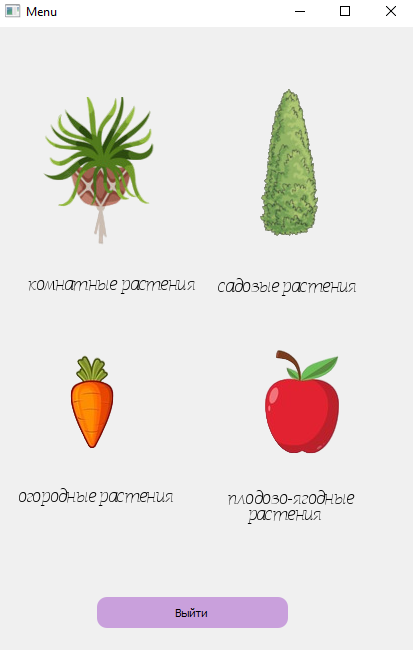 Menu
комнатные растения
садовые растения
огородные растения
плодово-ягодные
растения
Выйти